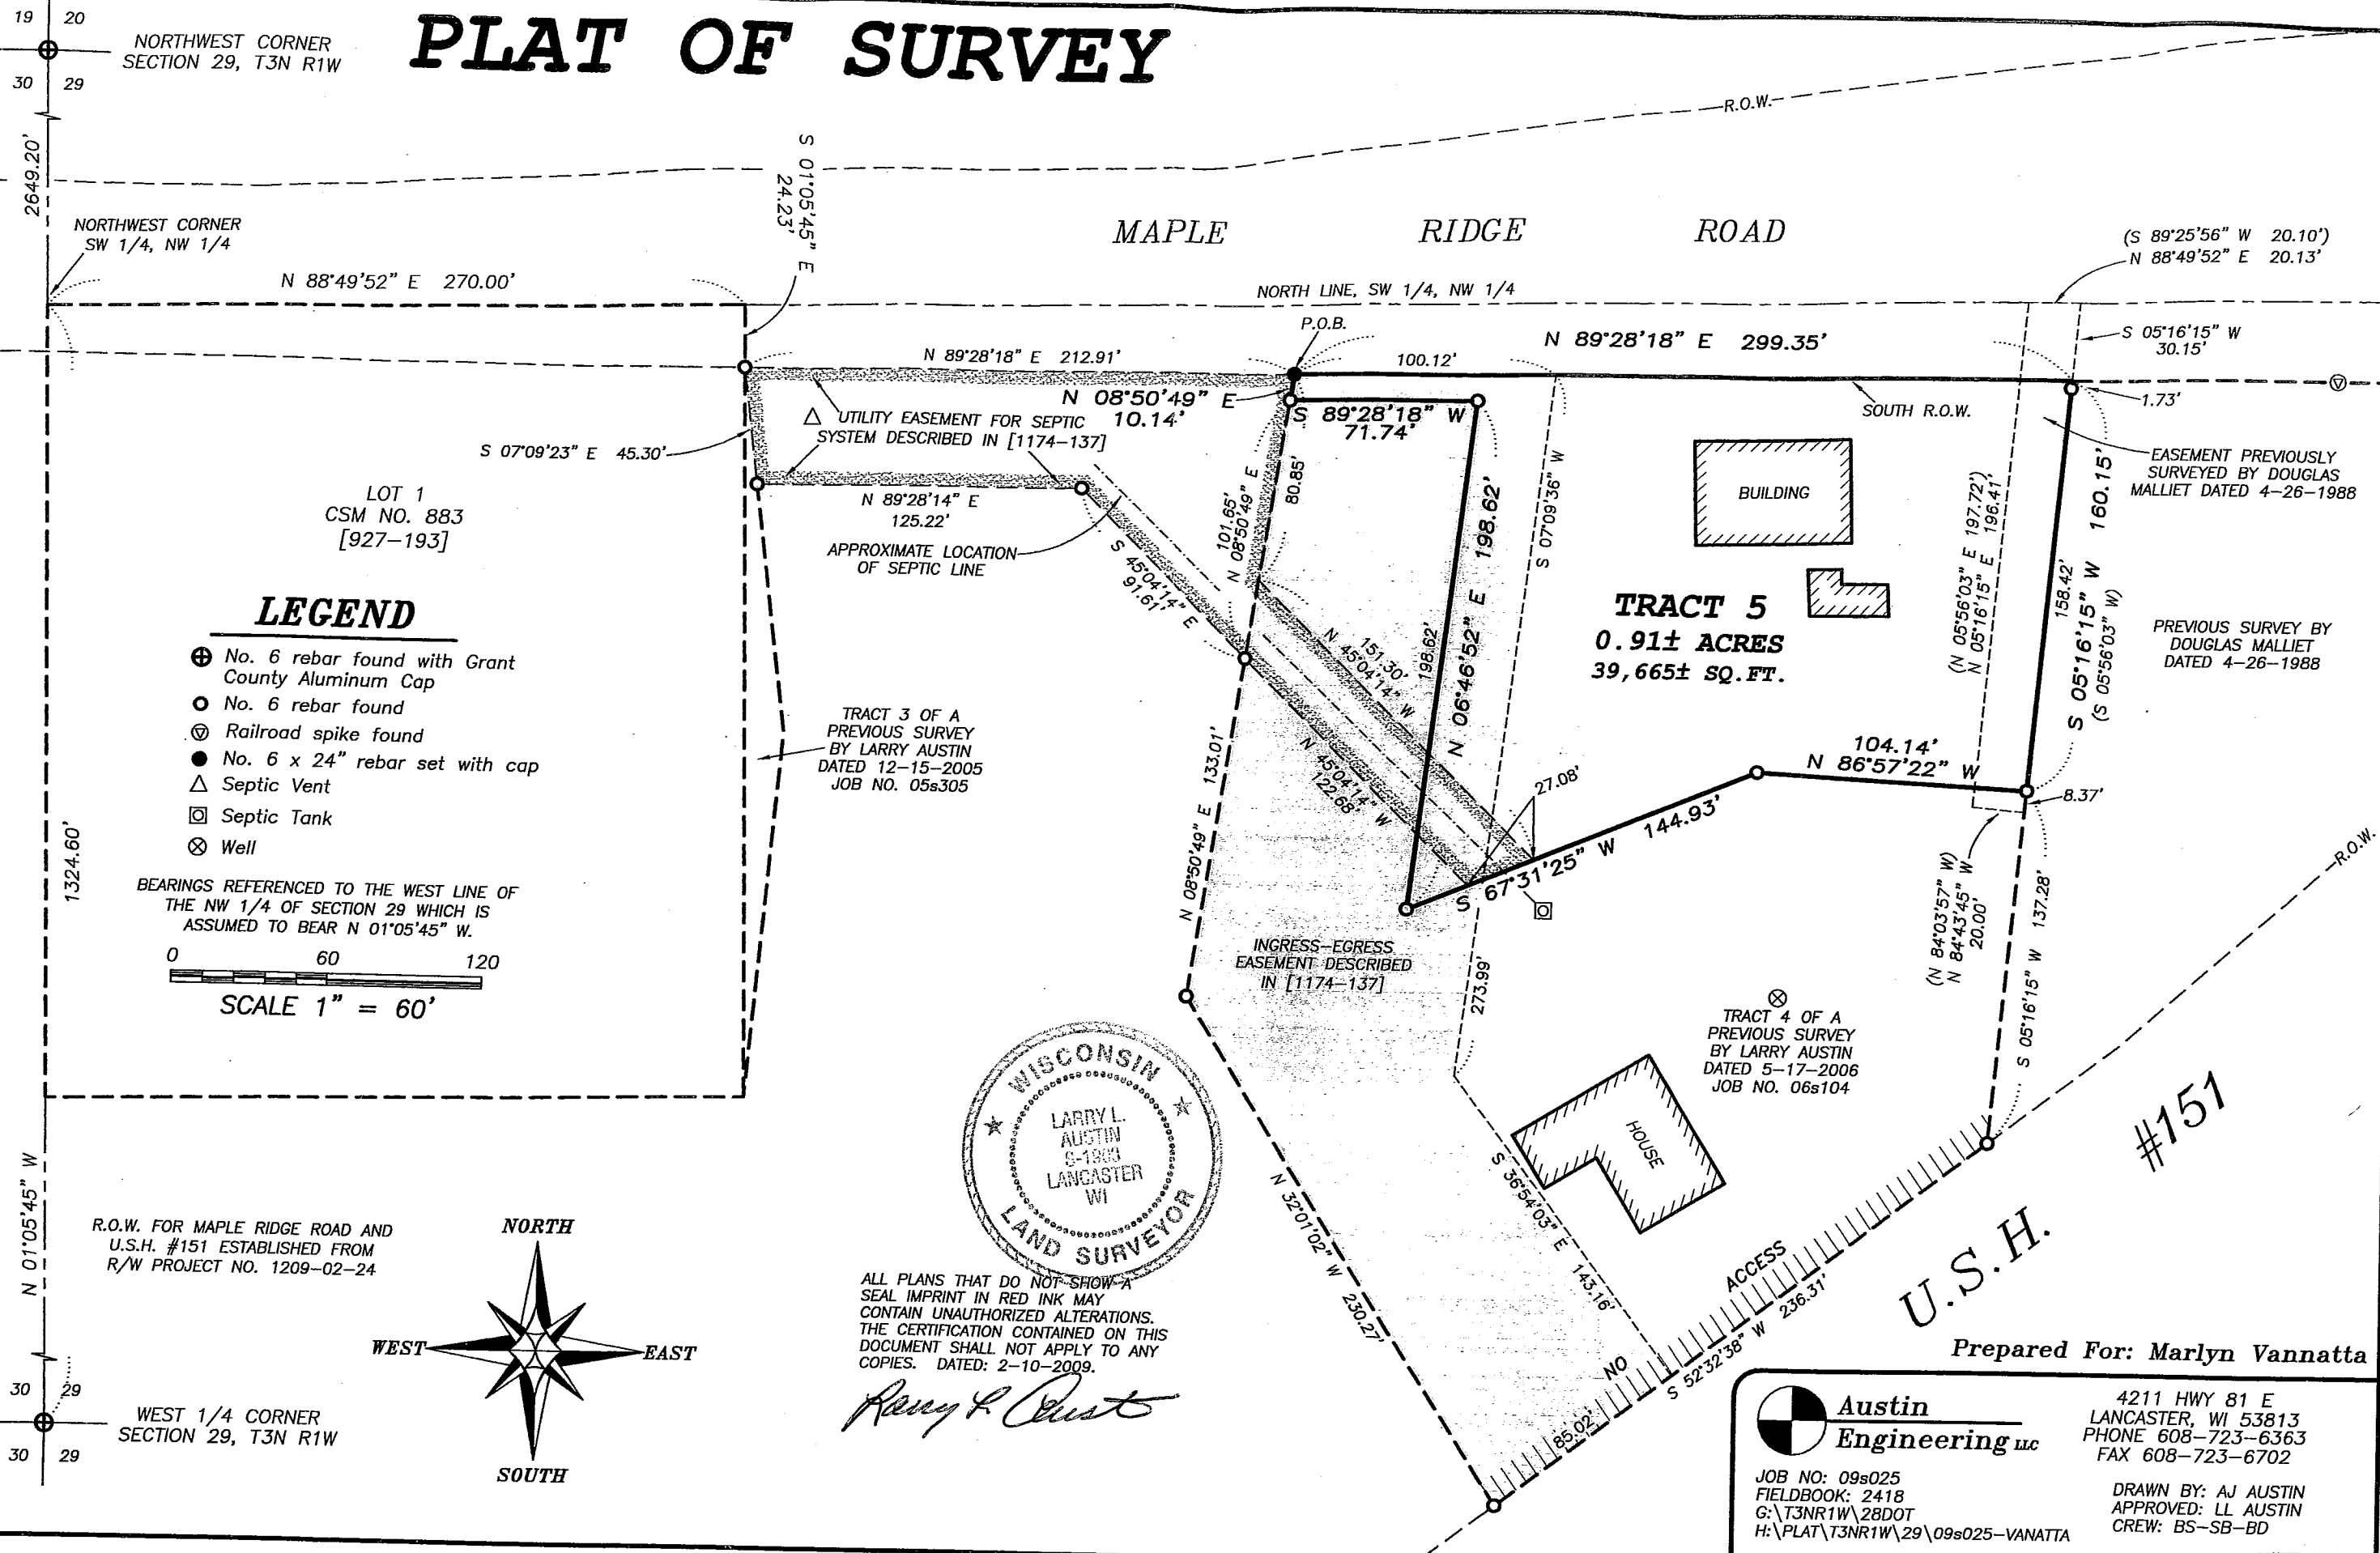 PLAT OF SURVEY
19 20
30 29
NORTHWEST CORNER
SECTION 29, T3N R1W
2649.20'
NORTHWEST CORNER
SW 1/4, NW 1/4
N 88°49'52" E 270.00'
S 01°05'45" E
24.23'
R.O.W.
MAPLE RIDGE ROAD
NORTH LINE, SW 1/4, NW 1/4
(S 89°25'56" W 20.10')
N 88°49'52" E 20.13'
S 05°16'15" W
30.15'
P.O.B.
N 89°28'18" E 299.35'
100.12'
N 89°28'18" E 212.91'
N 08°50'49" E
10.14'
UTILITY EASEMENT FOR SEPTIC
SYSTEM DESCRIBED IN [1174-137]
S 89°28'18" W
71.74'
SOUTH R.O.W.
1.73'
S 07°09'23" E 45.30'
EASEMENT PREVIOUSLY
SURVEYED BY DOUGLAS
MALLIET DATED 4-26-1988
LOT 1
CSM NO. 883
[927-193]
N 89°28'14" E
125.22'
APPROXIMATE LOCATION
OF SEPTIC LINE
S 45°04'14" E
91.61'
101.65'
N 08°50'49" E
80.85'
198.62'
N 06°46'52" E 198.62'
S 07°09'36" W
BUILDING
TRACT 5
0.91± ACRES
39,665± SQ.FT.
(N 05°56'03" E 197.72')
N 05°16'15" E 196.41'
158.42'
S 05°16'15" W 160.15'
(S 05°56'03" W)
PREVIOUS SURVEY BY
DOUGLAS MALLIET
DATED 4-26-1988
LEGEND
No. 6 rebar found with Grant
County Aluminum Cap
No. 6 rebar found
Railroad spike found
No. 6 x 24" rebar set with cap
Septic Vent
Septic Tank
Well
TRACT 3 OF A
PREVIOUS SURVEY
BY LARRY AUSTIN
DATED 12-15-2005
JOB NO. 05s305
151.30'
N 45°04'14" W
N 45°04'14" W
122.68'
N 08°50'49" E 133.01'
27.08'
S 67°31'25" W 144.93'
104.14'
N 86°57'22" W
8.37'
(N 84°03'57" W)
N 84°43'45" W
20.00'
S 05°16'15" W 137.28'
R.O.W.
1324.60'
BEARINGS REFERENCED TO THE WEST LINE OF
THE NW 1/4 OF SECTION 29 WHICH IS
ASSUMED TO BEAR N 01°05'45" W.
0 60 120
SCALE 1" = 60'
INGRESS-EGRESS
EASEMENT DESCRIBED
IN [1174-137]
273.99'
TRACT 4 OF A
PREVIOUS SURVEY
BY LARRY AUSTIN
DATED 5-17-2006
JOB NO. 06s104
HOUSE
S 36°54'03" E 143.16'
N 32°01'02" W 230.27'
NO ACCESS
S 52°32'38" W 236.31'
85.02'
U.S.H. #151
WISCONSIN
LARRY L.
AUSTIN
LANCASTER
WI
LAND SURVEYOR
N 01°05'45" W
R.O.W. FOR MAPLE RIDGE ROAD AND
U.S.H. #151 ESTABLISHED FROM
R/W PROJECT NO. 1209-02-24
NORTH
WEST
EAST
SOUTH
ALL PLANS THAT DO NOT SHOW A
SEAL IMPRINT IN RED INK MAY
CONTAIN UNAUTHORIZED ALTERATIONS.
THE CERTIFICATION CONTAINED ON THIS
DOCUMENT SHALL NOT APPLY TO ANY
COPIES. DATED: 2-10-2009.
30 29
WEST 1/4 CORNER
SECTION 29, T3N R1W
30 29
Prepared For: Marlyn Vannatta
Austin
Engineering LLC
4211 HWY 81 E
LANCASTER, WI 53813
PHONE 608-723-6363
FAX 608-723-6702
JOB NO: 09s025
FIELDBOOK: 2418
G:\T3NR1W\28DOT
H:\PLAT\T3NR1W\29\09s025-VANATTA
DRAWN BY: AJ AUSTIN
APPROVED: LL AUSTIN
CREW: BS-SB-BD